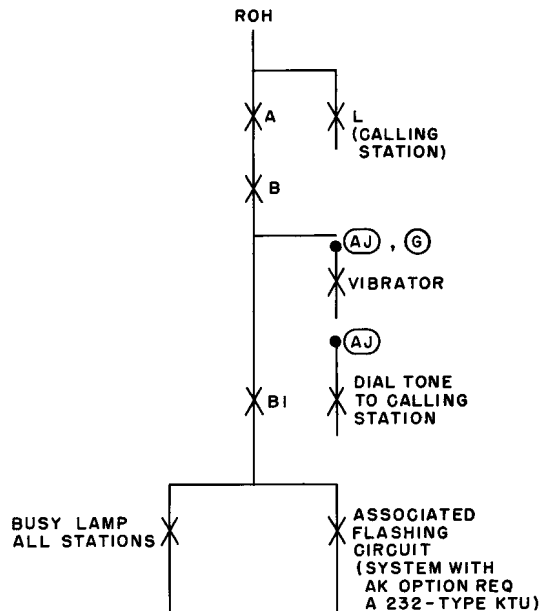 ROH
A
L
(CALLING
STATION)
B
AJ , G
VIBRATOR
AJ
DIAL TONE
TO CALLING
STATION
B1
BUSY LAMP
ALL STATIONS
ASSOCIATED
FLASHING
CIRCUIT
(SYSTEM WITH
AK OPTION REQ
A 232-TYPE KTU)